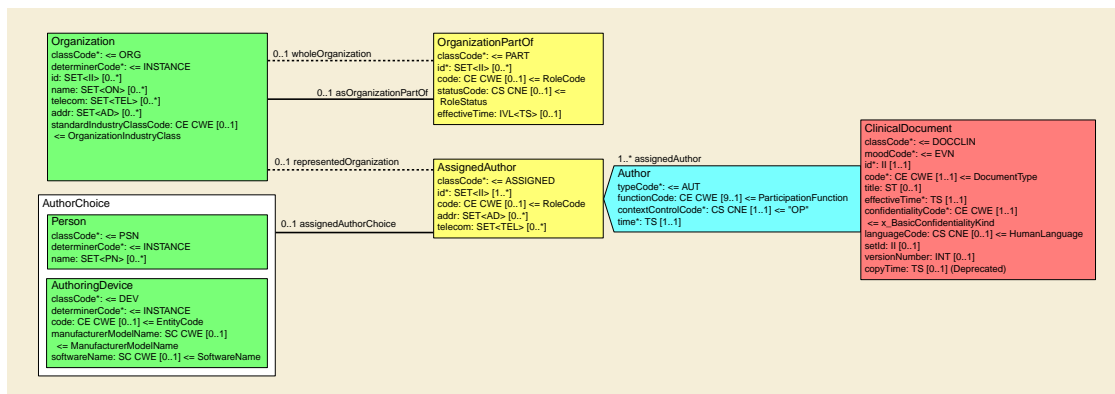 Organization
classCode*: <= ORG
determinerCode*: <= INSTANCE
id: SET<II> [0..*]
name: SET<ON> [0..*]
telecom: SET<TEL> [0..*]
addr: SET<AD> [0..*]
standardIndustryClassCode: CE CWE [0..1]
<= OrganizationIndustryClass
0..1 wholeOrganization
0..1 asOrganizationPartOf
OrganizationPartOf
classCode*: <= PART
id*: SET<II> [0..*]
code: CE CWE [0..1] <= RoleCode
statusCode: CS CNE [0..1] <=
RoleStatus
effectiveTime: IVL<TS> [0..1]
0..1 representedOrganization
AssignedAuthor
classCode*: <= ASSIGNED
id*: SET<II> [1..*]
code: CE CWE [0..1] <= RoleCode
addr: SET<AD> [0..*]
telecom: SET<TEL> [0..*]
1..* assignedAuthor
Author
typeCode*: <= AUT
functionCode: CE CWE [9..1] <= ParticipationFunction
contextControlCode*: CS CNE [1..1] <= "OP"
time*: TS [1..1]
ClinicalDocument
classCode*: <= DOCCLIN
moodCode*: <= EVN
id*: II [1..1]
code*: CE CWE [1..1] <= DocumentType
title: ST [0..1]
effectiveTime*: TS [1..1]
confidentialityCode*: CE CWE [1..1]
<= x_BasicConfidentialityKind
languageCode: CS CNE [0..1] <= HumanLanguage
setId: II [0..1]
versionNumber: INT [0..1]
copyTime: TS [0..1] (Deprecated)
AuthorChoice
0..1 assignedAuthorChoice
Person
classCode*: <= PSN
determinerCode*: <= INSTANCE
name: SET<PN> [0..*]
AuthoringDevice
classCode*: <= DEV
determinerCode*: <= INSTANCE
code: CE CWE [0..1] <= EntityCode
manufacturerModelName: SC CWE [0..1]
<= ManufacturerModelName
softwareName: SC CWE [0..1] <= SoftwareName